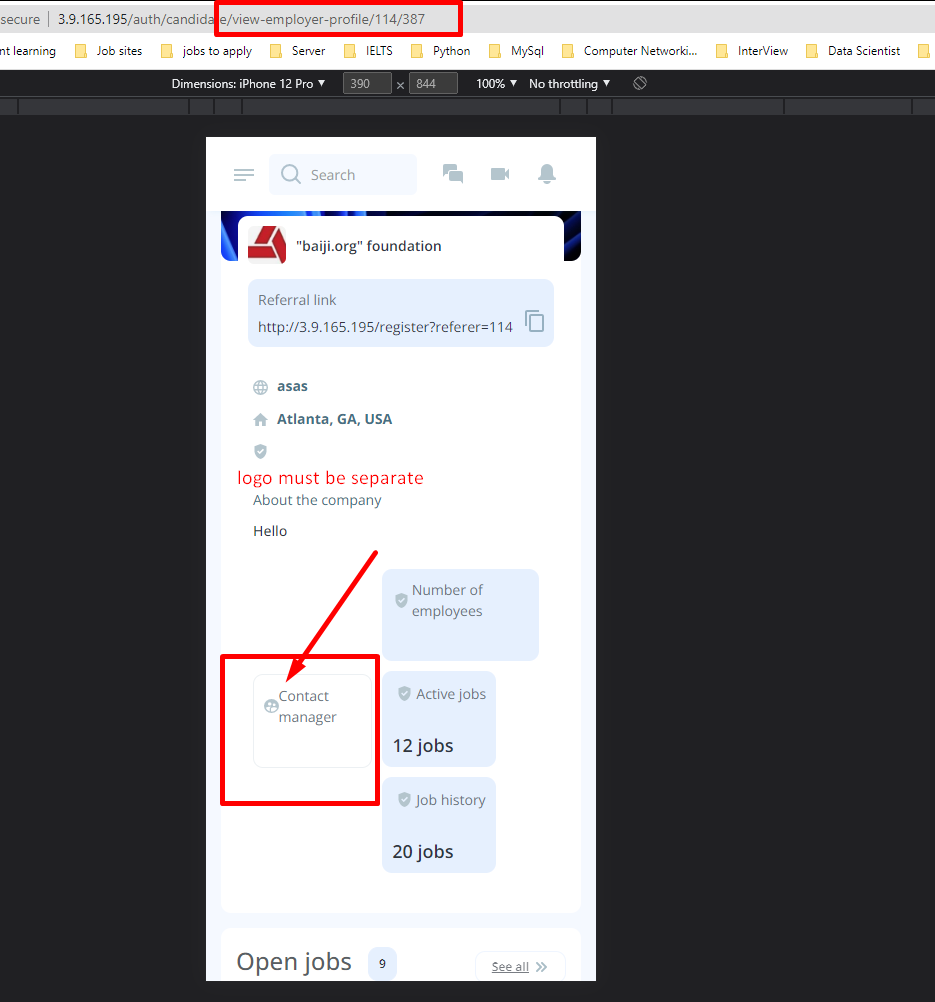 secure | 3.9.165.195/auth/candidate/view-employer-profile/114/387
nt learning Job sites jobs to apply Server IELTS Python MySql Computer Networki... InterView Data Scientist
Dimensions: iPhone 12 Pro ▼ 390 × 844 100% ▼ No throttling ▼
Search
"baiji.org" foundation
Referral link
http://3.9.165.195/register?referer=114
asas
Atlanta, GA, USA
logo must be separate
About the company
Hello
Number of
employees
Contact
manager
Active jobs
12 jobs
Job history
20 jobs
Open jobs 9 See all